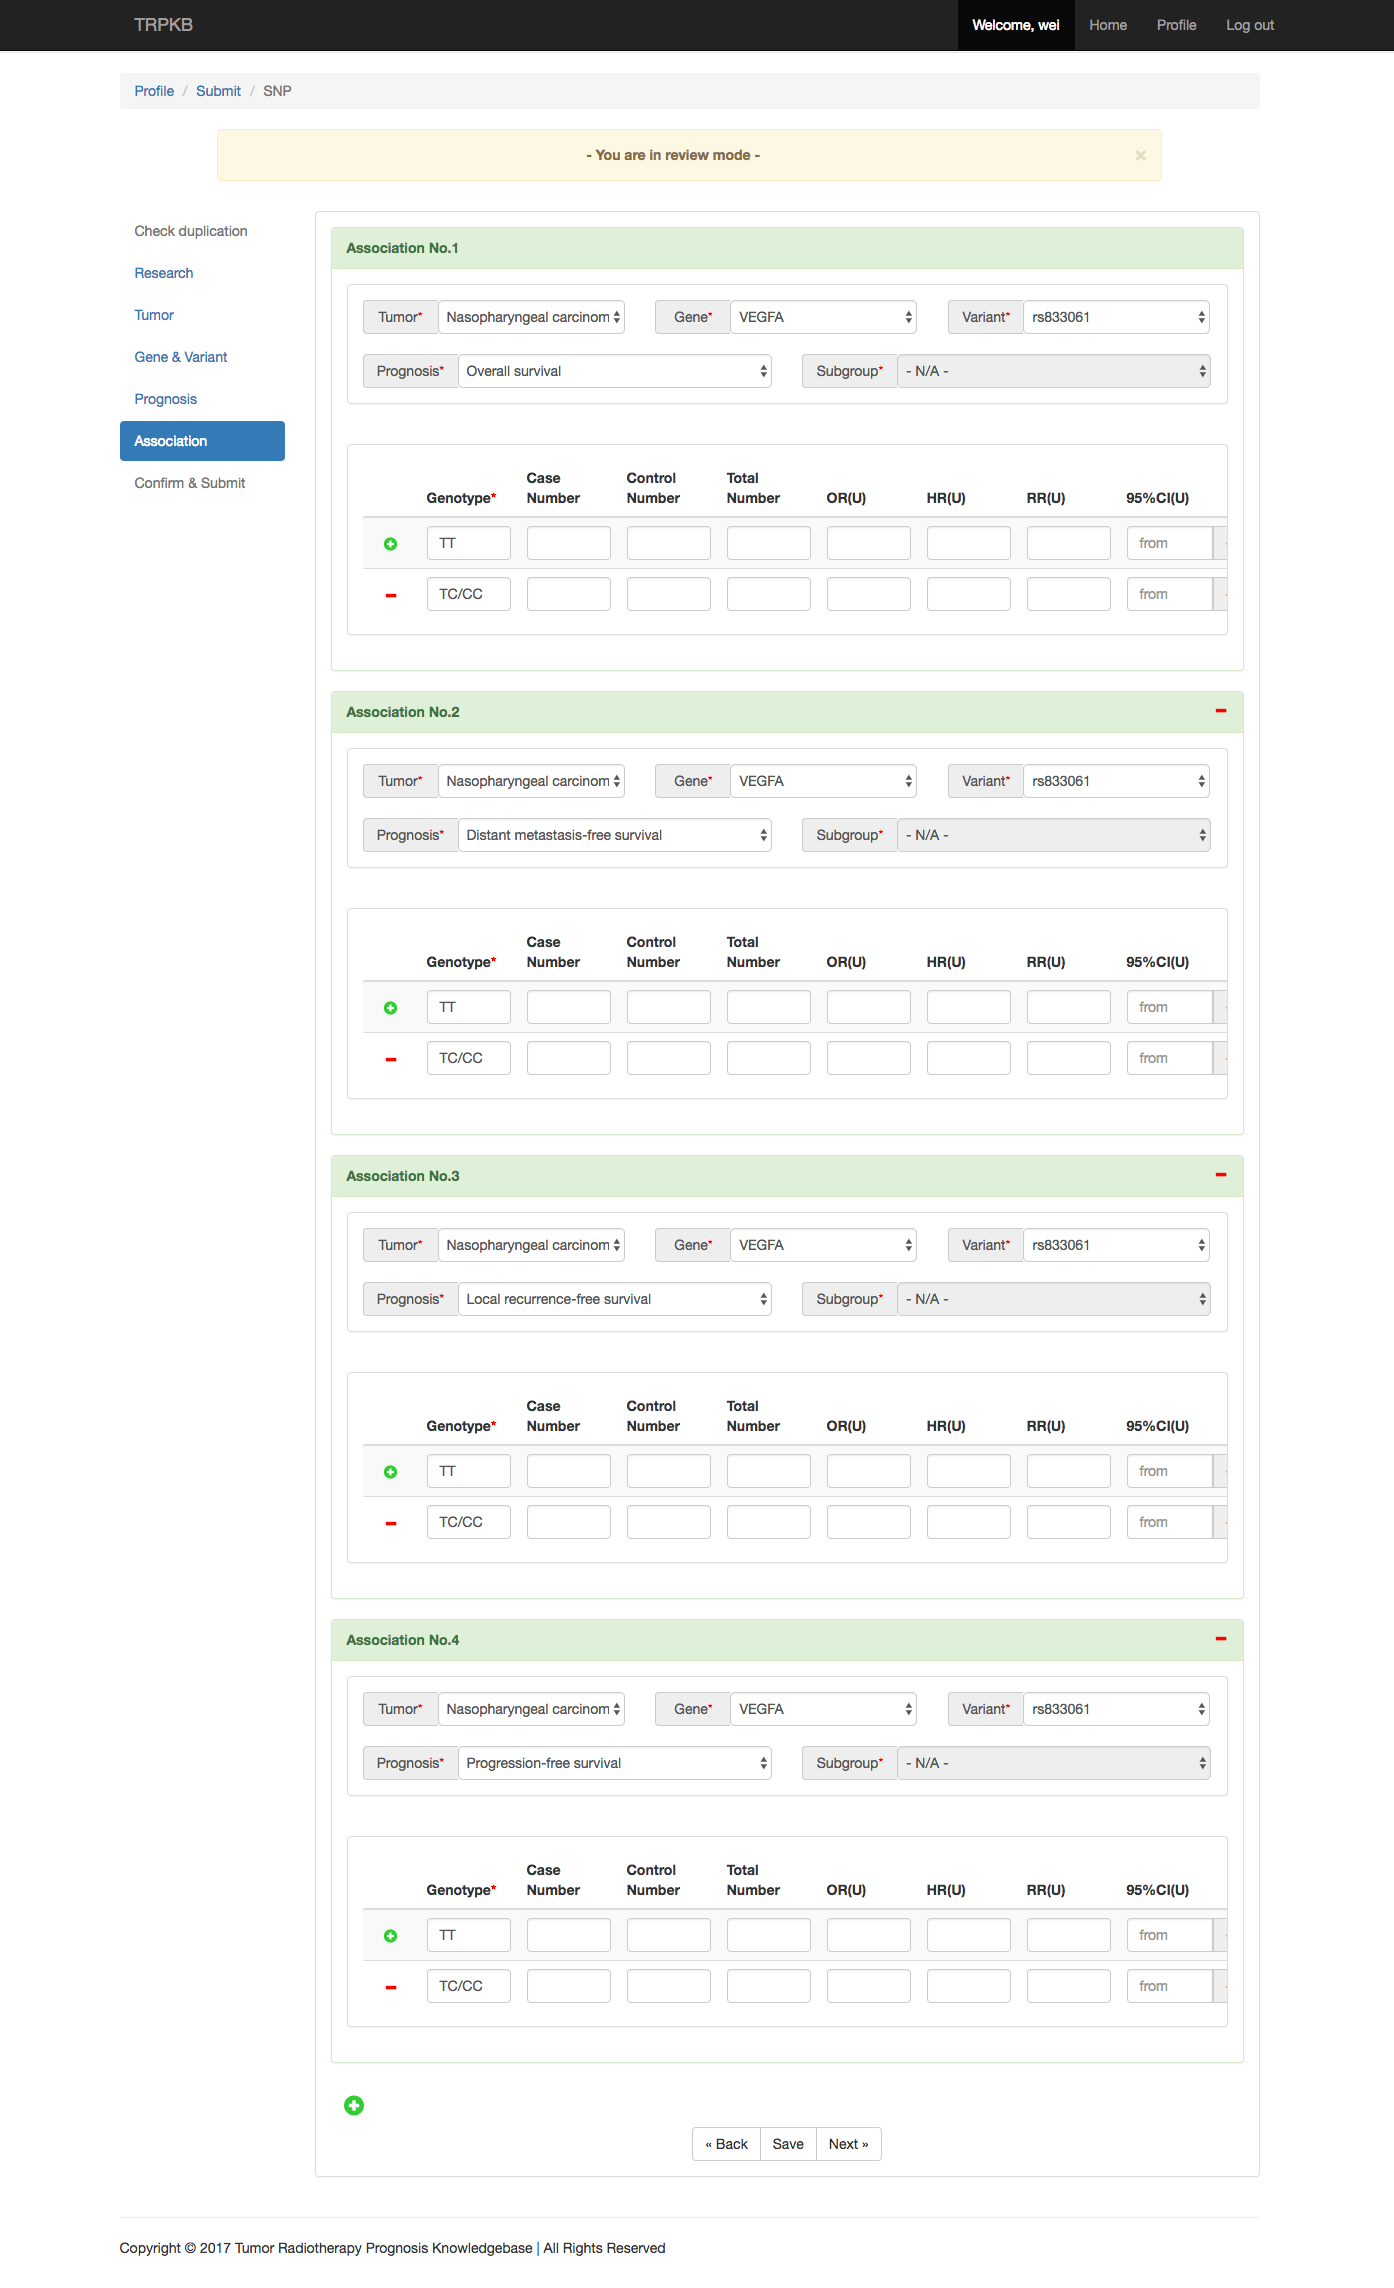 TRPKB Welcome, wei Home Profile Log out
Profile / Submit / SNP
- You are in review mode - ×
Check duplication
Research
Tumor
Gene & Variant
Prognosis
Association
Confirm & Submit
Association No.1
Tumor* Nasopharyngeal carcinom Gene* VEGFA Variant* rs833061
Prognosis* Overall survival Subgroup* - N/A -
Genotype* Case Number Control Number Total Number OR(U) HR(U) RR(U) 95%CI(U)
TT from
TC/CC from
Association No.2
Tumor* Nasopharyngeal carcinom Gene* VEGFA Variant* rs833061
Prognosis* Distant metastasis-free survival Subgroup* - N/A -
Genotype* Case Number Control Number Total Number OR(U) HR(U) RR(U) 95%CI(U)
TT from
TC/CC from
Association No.3
Tumor* Nasopharyngeal carcinom Gene* VEGFA Variant* rs833061
Prognosis* Local recurrence-free survival Subgroup* - N/A -
Genotype* Case Number Control Number Total Number OR(U) HR(U) RR(U) 95%CI(U)
TT from
TC/CC from
Association No.4
Tumor* Nasopharyngeal carcinom Gene* VEGFA Variant* rs833061
Prognosis* Progression-free survival Subgroup* - N/A -
Genotype* Case Number Control Number Total Number OR(U) HR(U) RR(U) 95%CI(U)
TT from
TC/CC from
« Back Save Next »
Copyright © 2017 Tumor Radiotherapy Prognosis Knowledgebase | All Rights Reserved